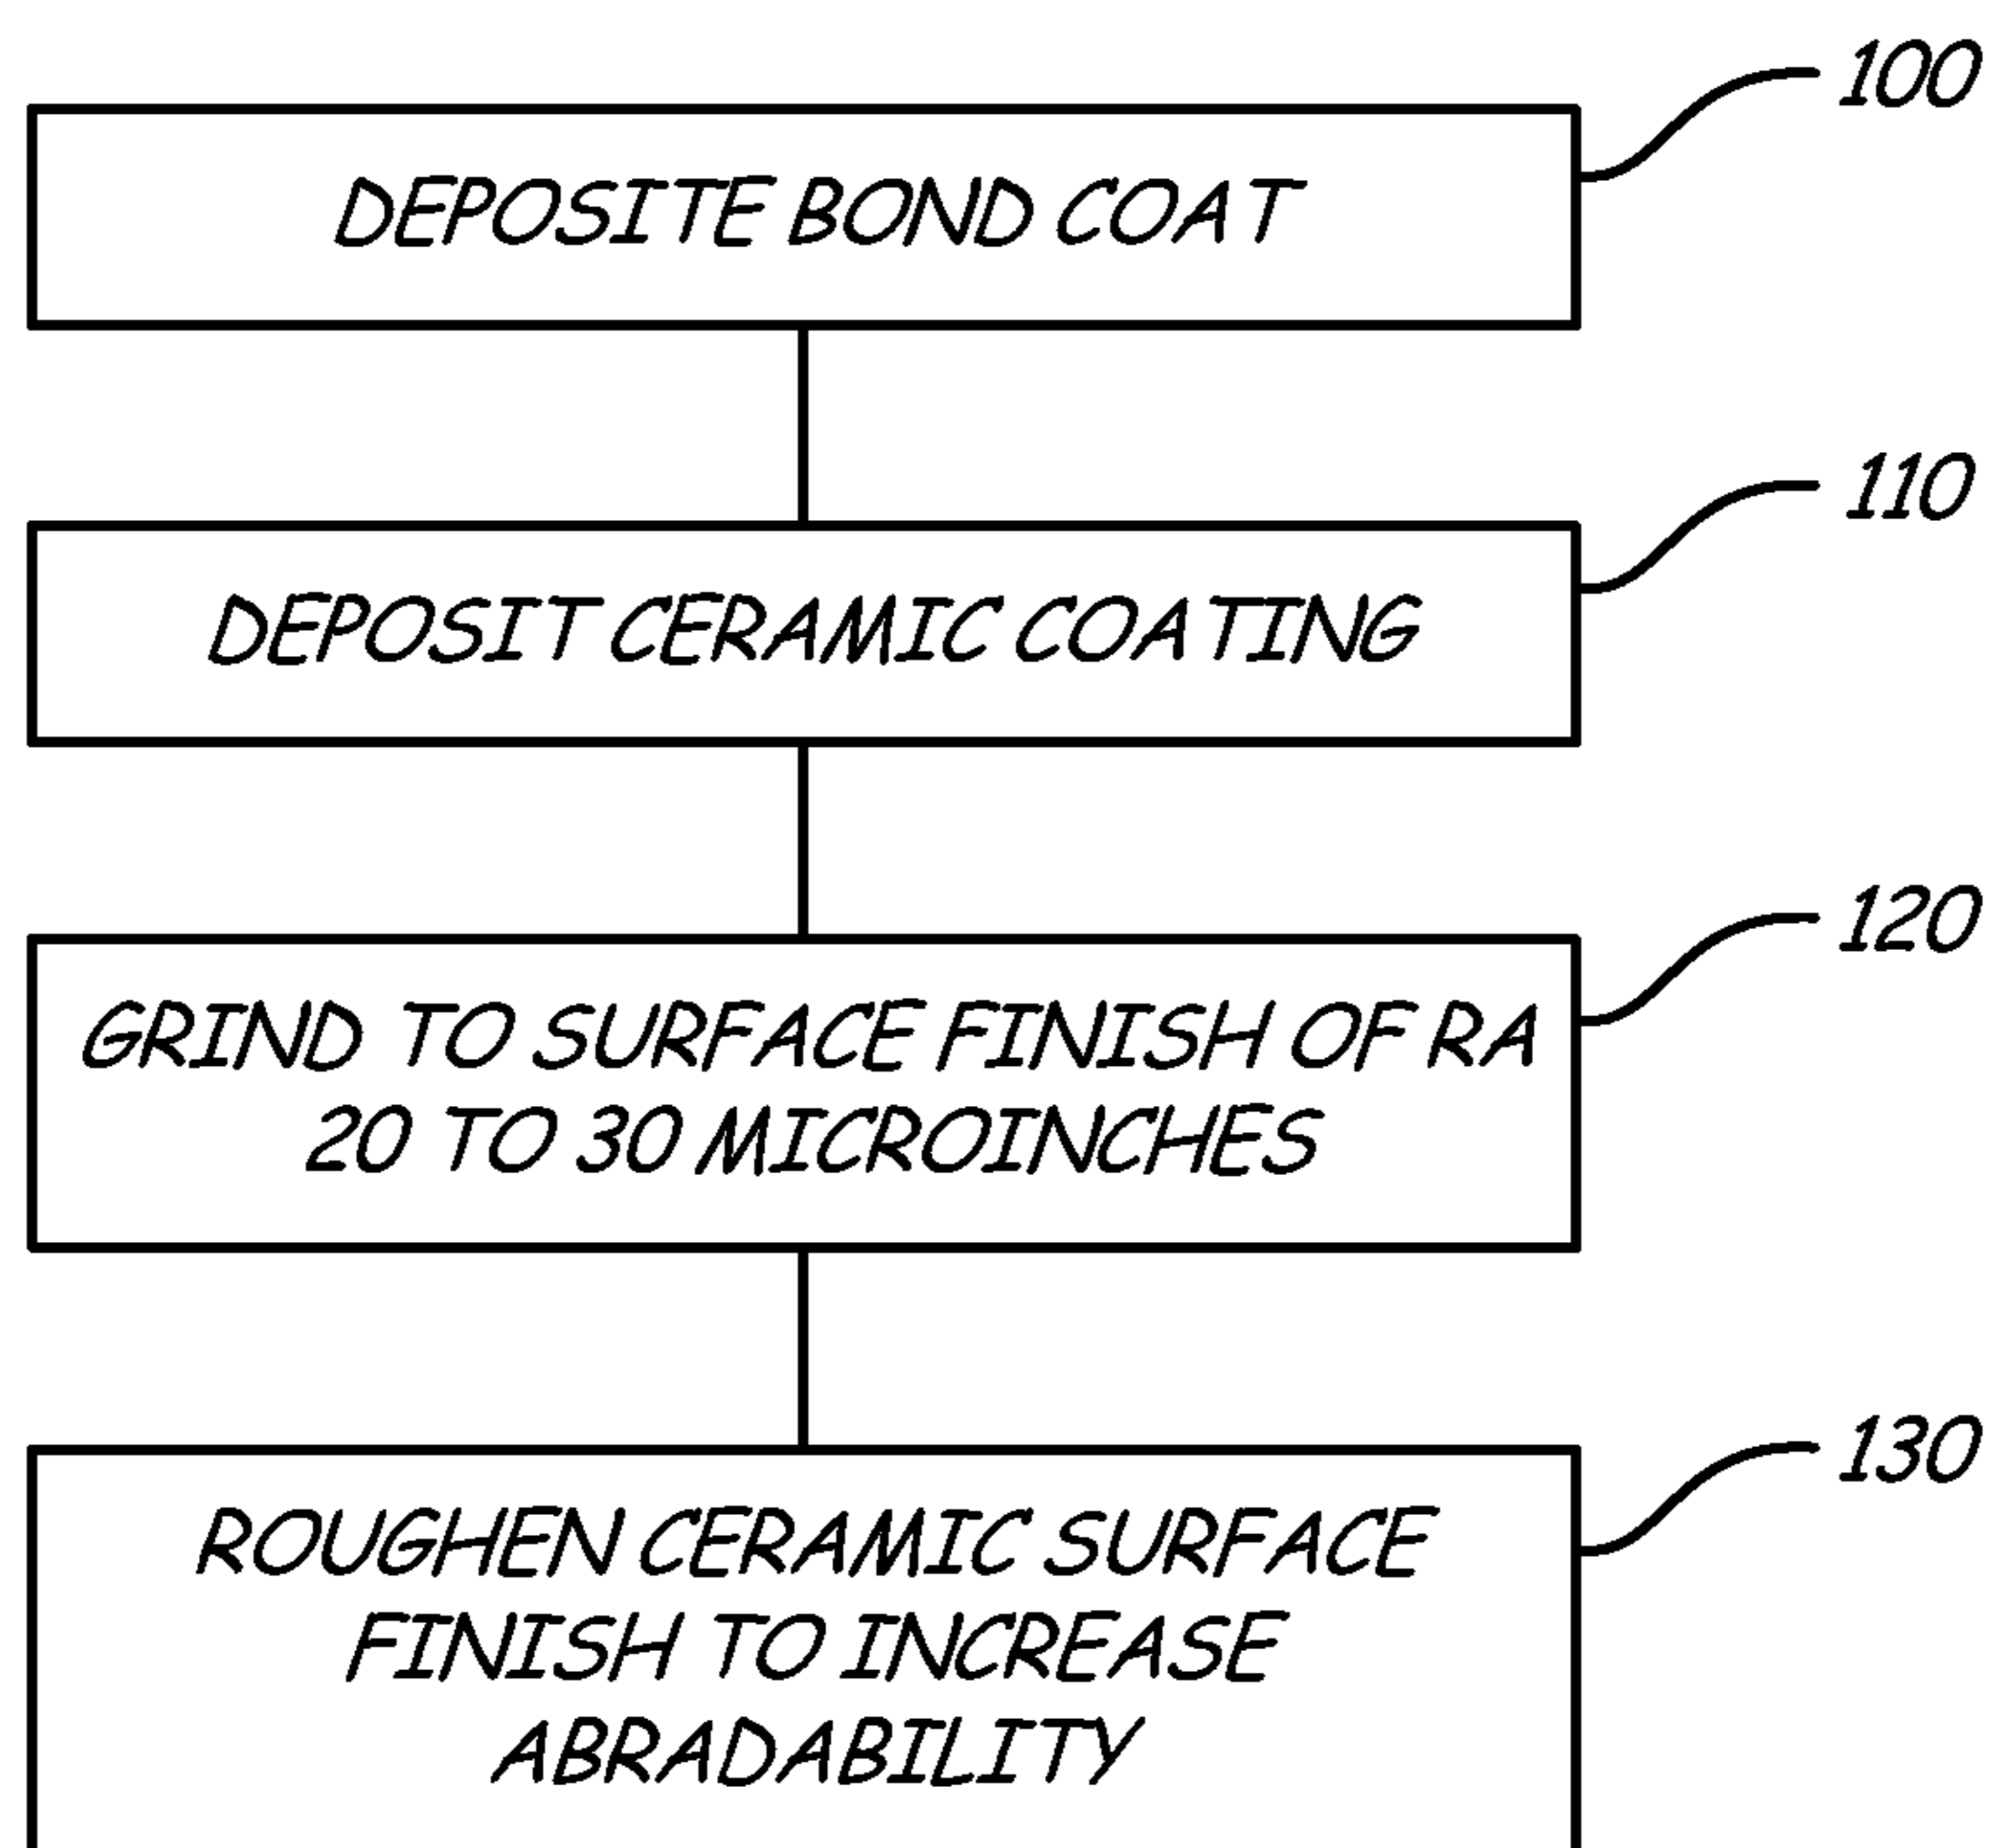 100
DEPOSITE BOND COAT
110
DEPOSIT CERAMIC COATING
120
GRIND TO SURFACE FINISH OF RA
20 TO 30 MICROINCHES
130
ROUGHEN CERAMIC SURFACE
FINISH TO INCREASE
ABRADABILITY